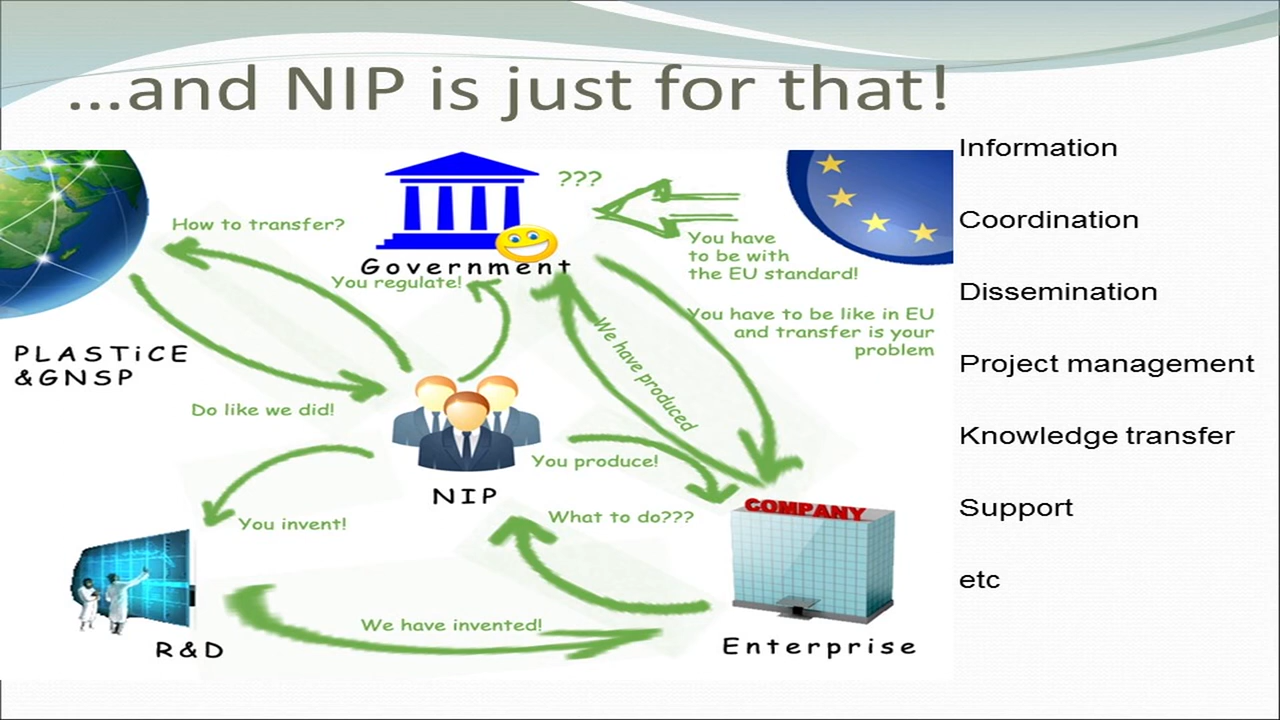 ...and NIP is just for that!
Information
Coordination
Dissemination
Project management
Knowledge transfer
Support
etc
???
How to transfer?
Government
You regulate!
You have
to be with
the EU standard!
You have to be like in EU
and transfer is your
problem
We have produced
PLASTiCE
&GNSP
Do like we did!
NIP
You produce!
You invent!
What to do???
COMPANY
We have invented!
R&D
Enterprise